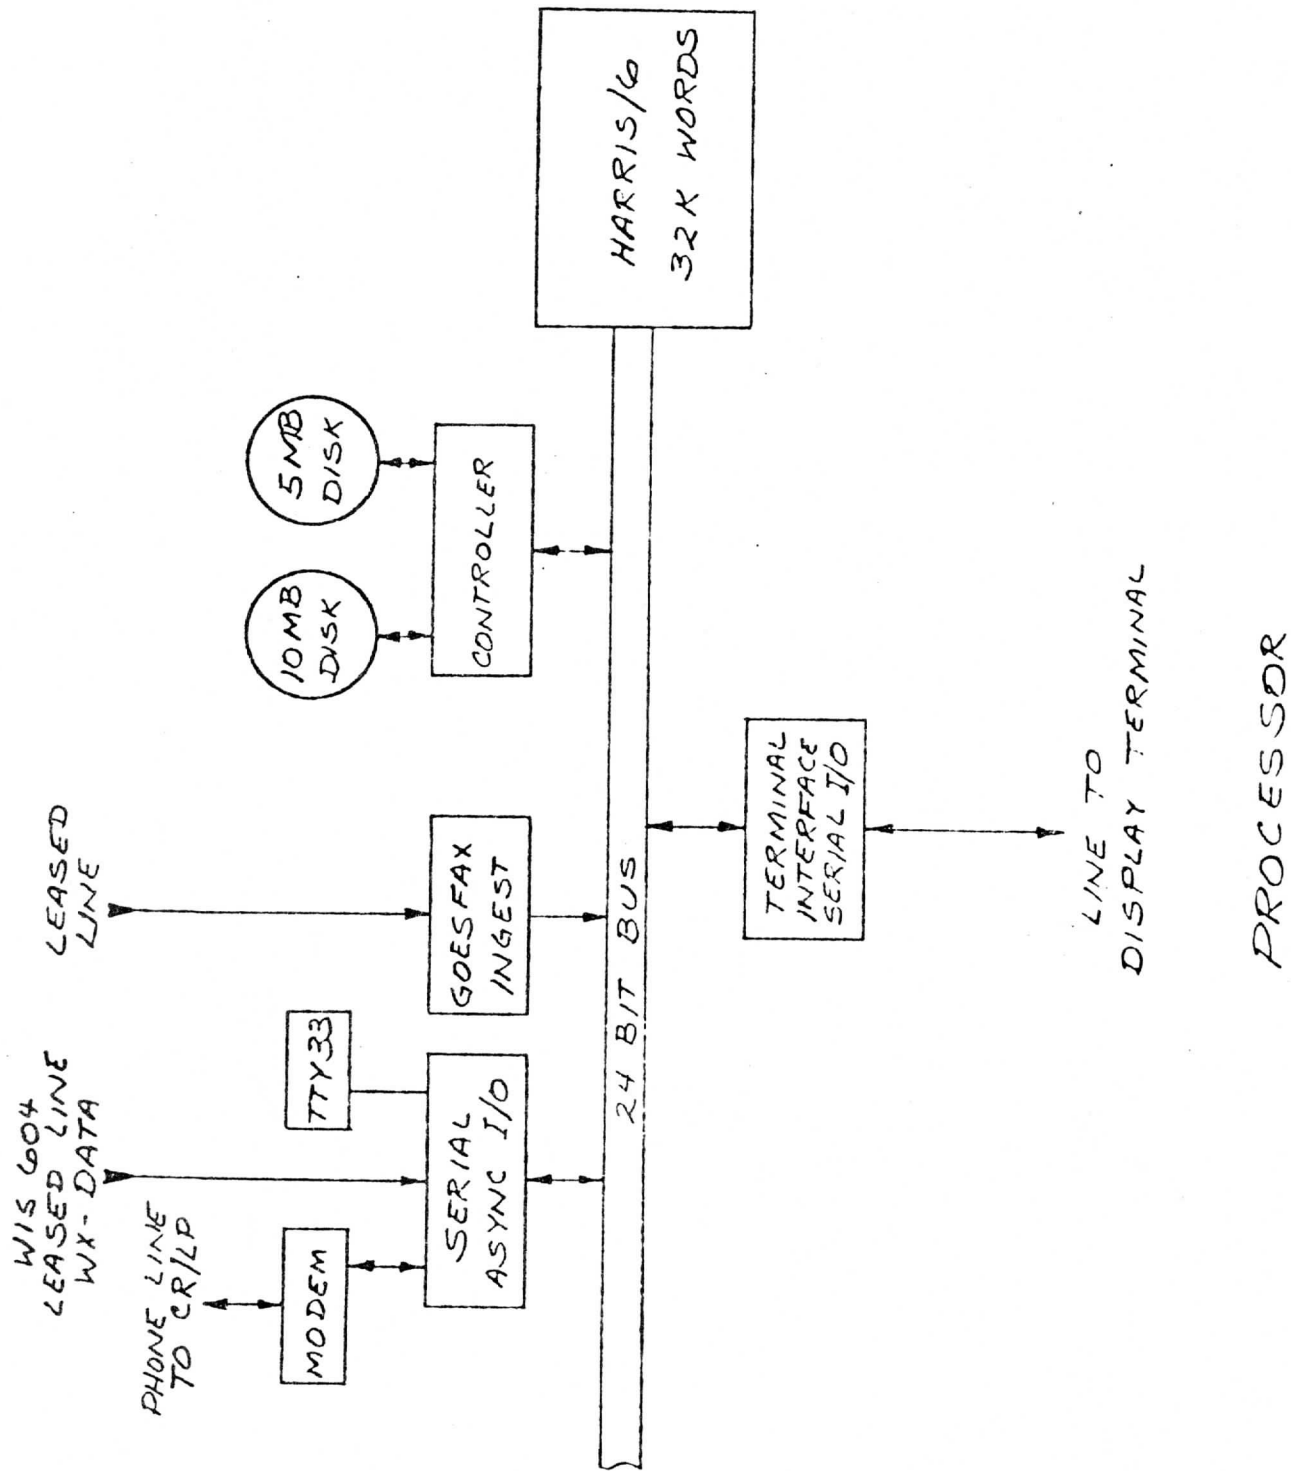 WIS 604
LEASED LINE
WX-DATA
PHONE LINE
TO CR/LP
MODEM
TTY33
SERIAL
ASYNC I/O
LEASED
LINE
GOESFAX
INGEST
10MB
DISK
5MB
DISK
CONTROLLER
HARRIS/6
32K WORDS
24 BIT BUS
TERMINAL
INTERFACE
SERIAL I/O
LINE TO
DISPLAY TERMINAL
PROCESSOR